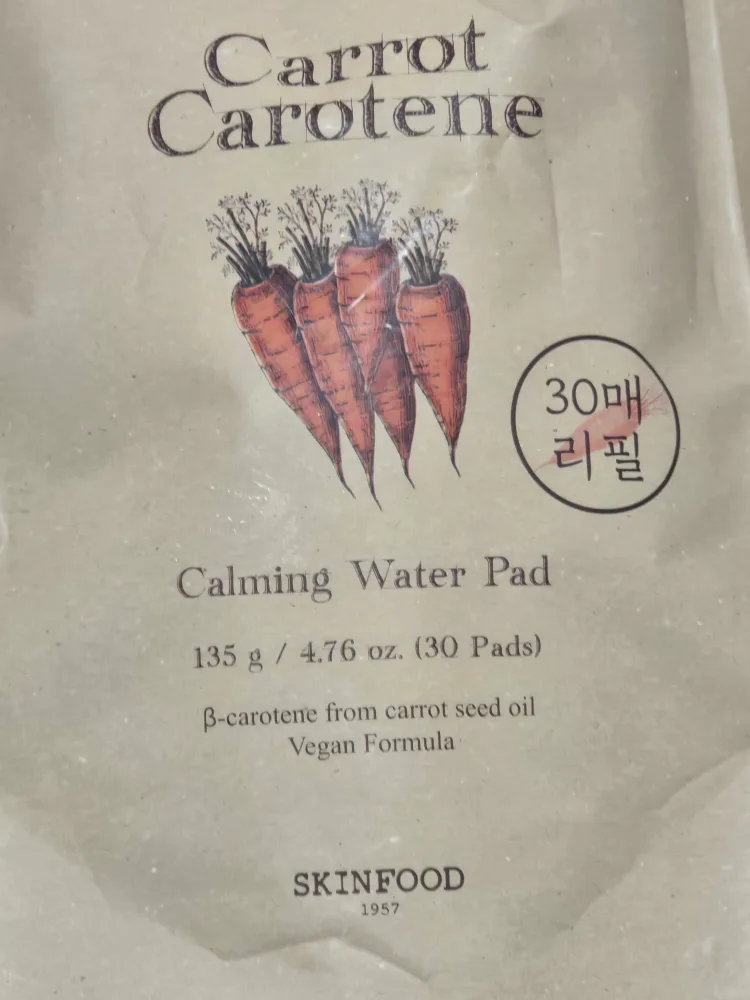 Carrot
Carotene
30매
리필
Calming Water Pad
135 g / 4.76 oz. (30 Pads)
β-carotene from carrot seed oil
Vegan Formula
SKINFOOD
1957